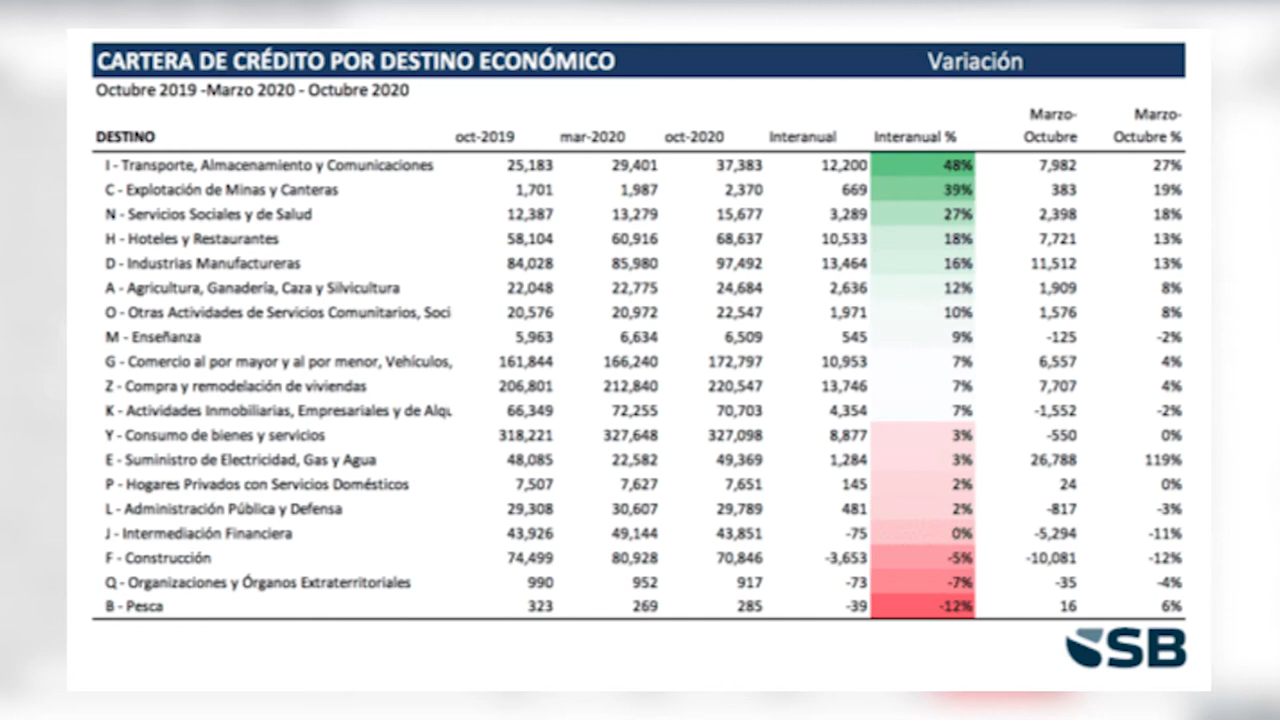 CARTERA DE CRÉDITO POR DESTINO ECONÓMICO Variación
Octubre 2019 -Marzo 2020 - Octubre 2020
DESTINO oct-2019 mar-2020 oct-2020 Interanual Interanual % Marzo-Octubre Marzo-Octubre %
I - Transporte, Almacenamiento y Comunicaciones 25,183 29,401 37,383 12,200 48% 7,982 27%
C - Explotación de Minas y Canteras 1,701 1,987 2,370 669 39% 383 19%
N - Servicios Sociales y de Salud 12,387 13,279 15,677 3,289 27% 2,398 18%
H - Hoteles y Restaurantes 58,104 60,916 68,637 10,533 18% 7,721 13%
D - Industrias Manufactureras 84,028 85,980 97,492 13,464 16% 11,512 13%
A - Agricultura, Ganadería, Caza y Silvicultura 22,048 22,775 24,684 2,636 12% 1,909 8%
O - Otras Actividades de Servicios Comunitarios, Soci 20,576 20,972 22,547 1,971 10% 1,576 8%
M - Enseñanza 5,963 6,634 6,509 545 9% -125 -2%
G - Comercio al por mayor y al por menor, Vehículos, 161,844 166,240 172,797 10,953 7% 6,557 4%
Z - Compra y remodelación de viviendas 206,801 212,840 220,547 13,746 7% 7,707 4%
K - Actividades Inmobiliarias, Empresariales y de Alqu 66,349 72,255 70,703 4,354 7% -1,552 -2%
Y - Consumo de bienes y servicios 318,221 327,648 327,098 8,877 3% -550 0%
E - Suministro de Electricidad, Gas y Agua 48,085 22,582 49,369 1,284 3% 26,788 119%
P - Hogares Privados con Servicios Domésticos 7,507 7,627 7,651 145 2% 24 0%
L - Administración Pública y Defensa 29,308 30,607 29,789 481 2% -817 -3%
J - Intermediación Financiera 43,926 49,144 43,851 -75 0% -5,294 -11%
F - Construcción 74,499 80,928 70,846 -3,653 -5% -10,081 -12%
Q - Organizaciones y Órganos Extraterritoriales 990 952 917 -73 -7% -35 -4%
B - Pesca 323 269 285 -39 -12% 16 6%
SB